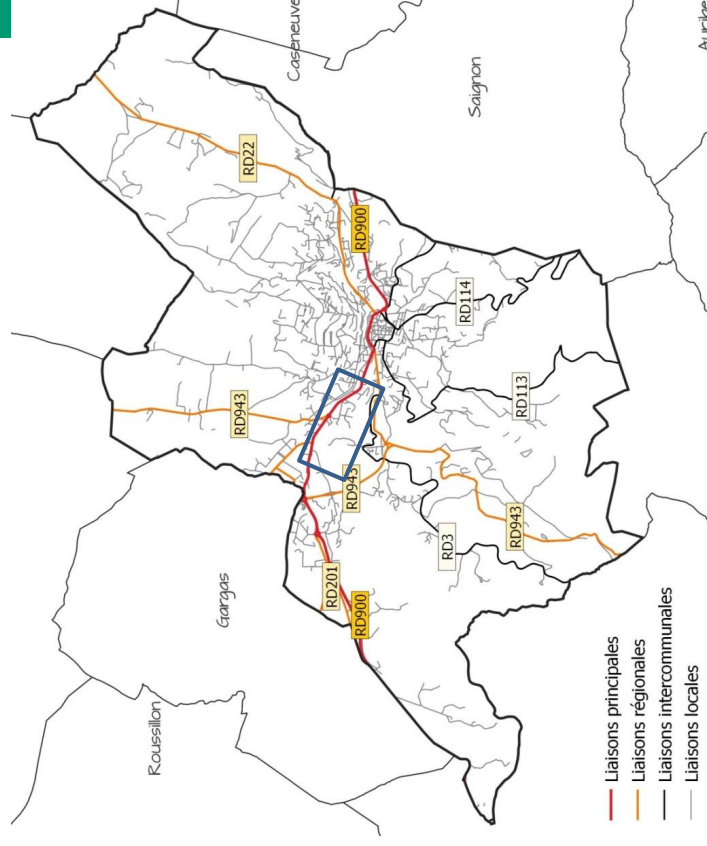 Caseneuve
Auribe
Saignon
RD22
RD900
RD114
RD943
RD113
RD943
Gargas
RD3
RD943
RD201
RD900
Roussillon
Liaisons principales
Liaisons régionales
Liaisons intercommunales
Liaisons locales